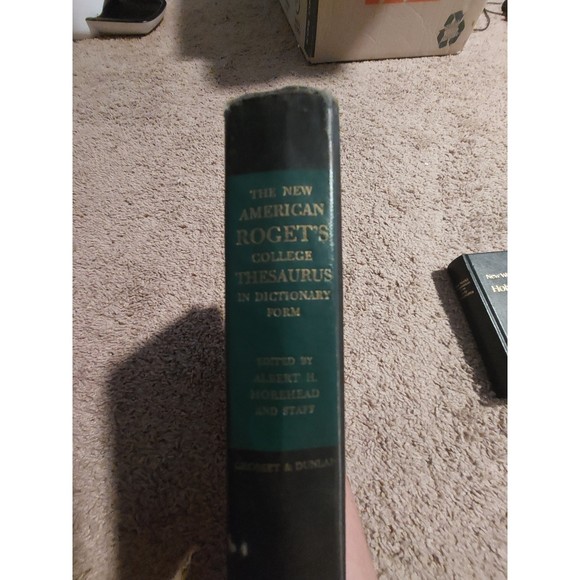 THE NEW
AMERICAN
ROGET'S
COLLEGE
THESAURUS
IN DICTIONARY
FORM
EDITED BY
ALBERT H.
MOREHEAD
AND STAFF
GROSSET & DUNLAP